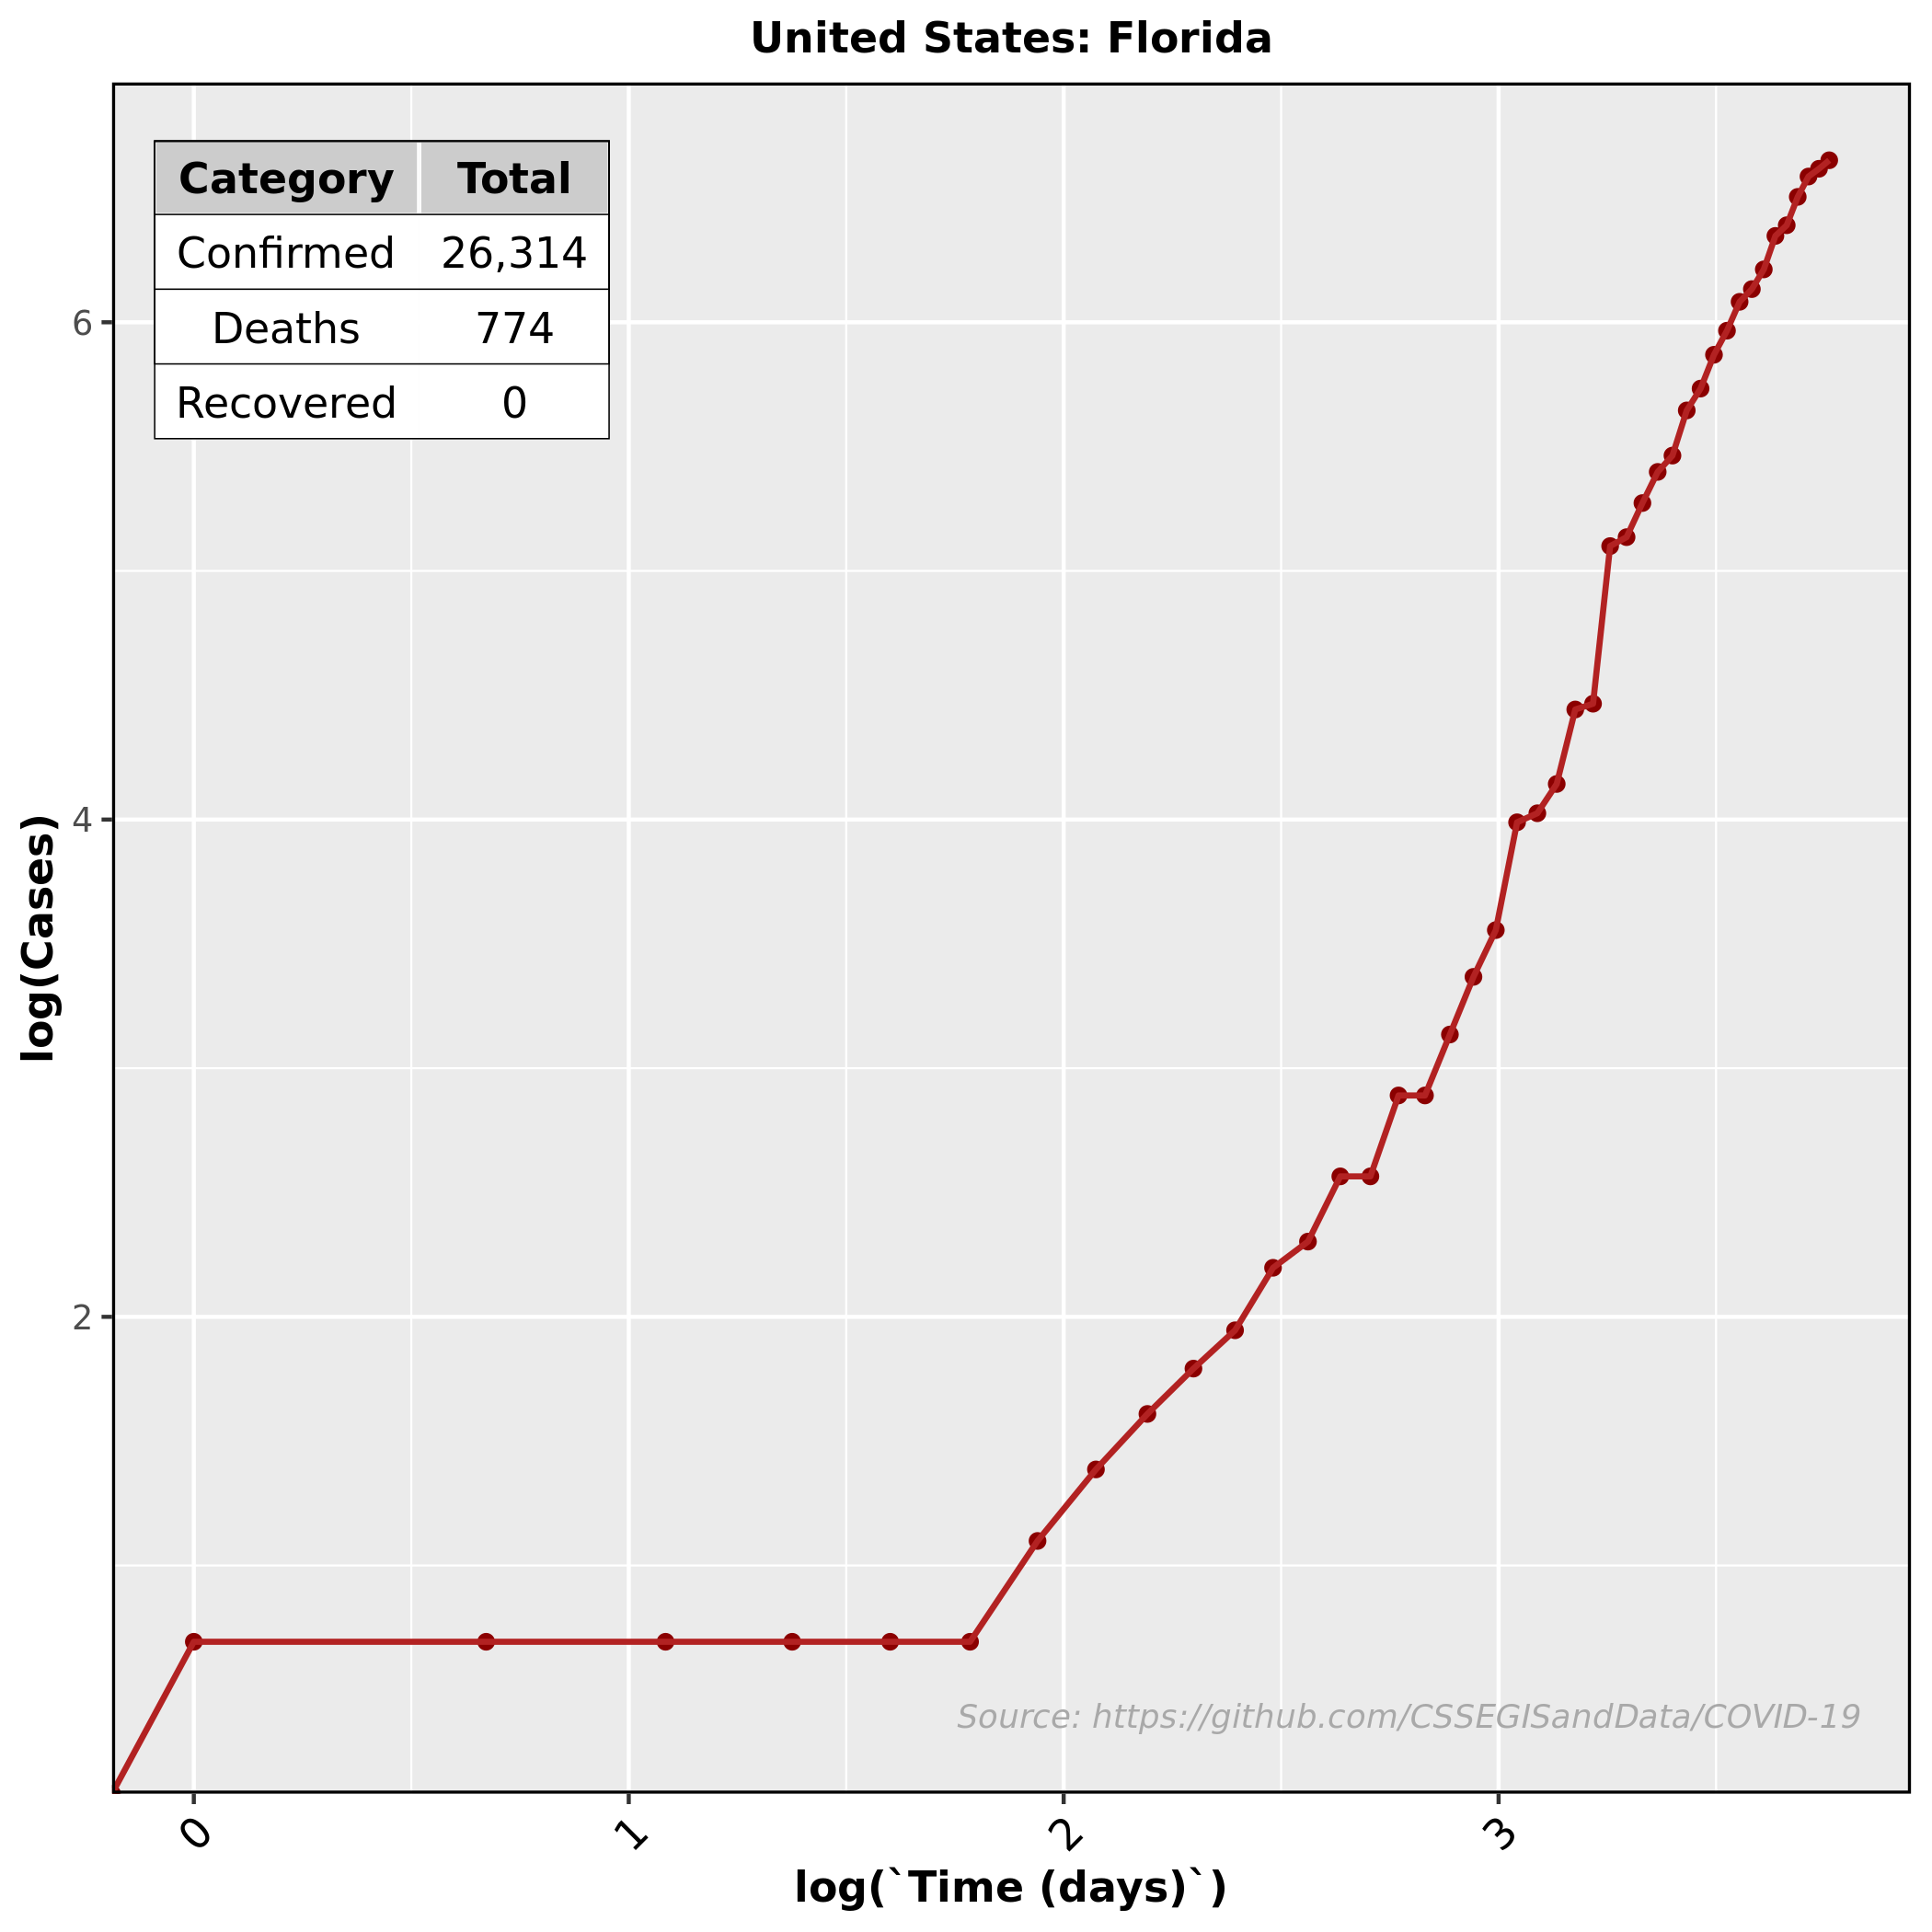 United States: Florida
Category Total
Confirmed 26,314
Deaths 774
Recovered 0
6
4
2
log(Cases)
Source: https://github.com/CSSEGISandData/COVID-19
0 1 2 3
log(`Time (days)`)